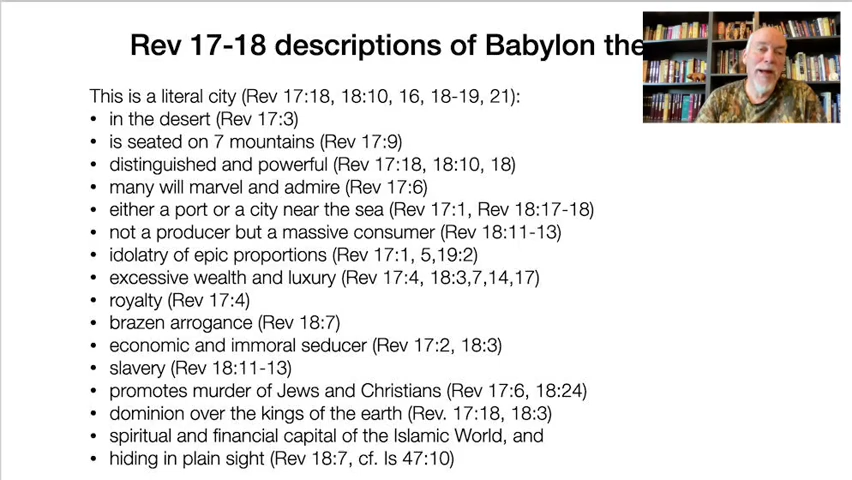 Rev 17-18 descriptions of Babylon the
This is a literal city (Rev 17:18, 18:10, 16, 18-19, 21):
• in the desert (Rev 17:3)
• is seated on 7 mountains (Rev 17:9)
• distinguished and powerful (Rev 17:18, 18:10, 18)
• many will marvel and admire (Rev 17:6)
• either a port or a city near the sea (Rev 17:1, Rev 18:17-18)
• not a producer but a massive consumer (Rev 18:11-13)
• idolatry of epic proportions (Rev 17:1, 5,19:2)
• excessive wealth and luxury (Rev 17:4, 18:3,7,14,17)
• royalty (Rev 17:4)
• brazen arrogance (Rev 18:7)
• economic and immoral seducer (Rev 17:2, 18:3)
• slavery (Rev 18:11-13)
• promotes murder of Jews and Christians (Rev 17:6, 18:24)
• dominion over the kings of the earth (Rev. 17:18, 18:3)
• spiritual and financial capital of the Islamic World, and
• hiding in plain sight (Rev 18:7, cf. Is 47:10)